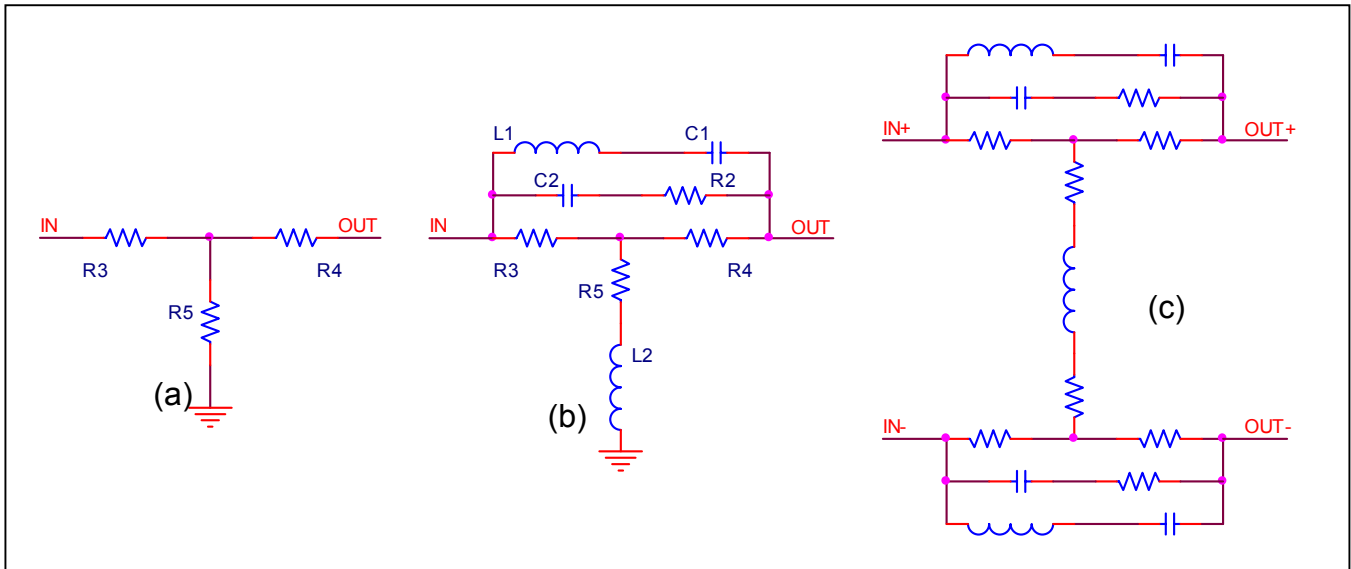 IN
OUT
R3
R4
R5
(a)
L1
C1
C2
R2
IN
OUT
R3
R4
R5
L2
(b)
IN+
OUT+
(c)
IN-
OUT-